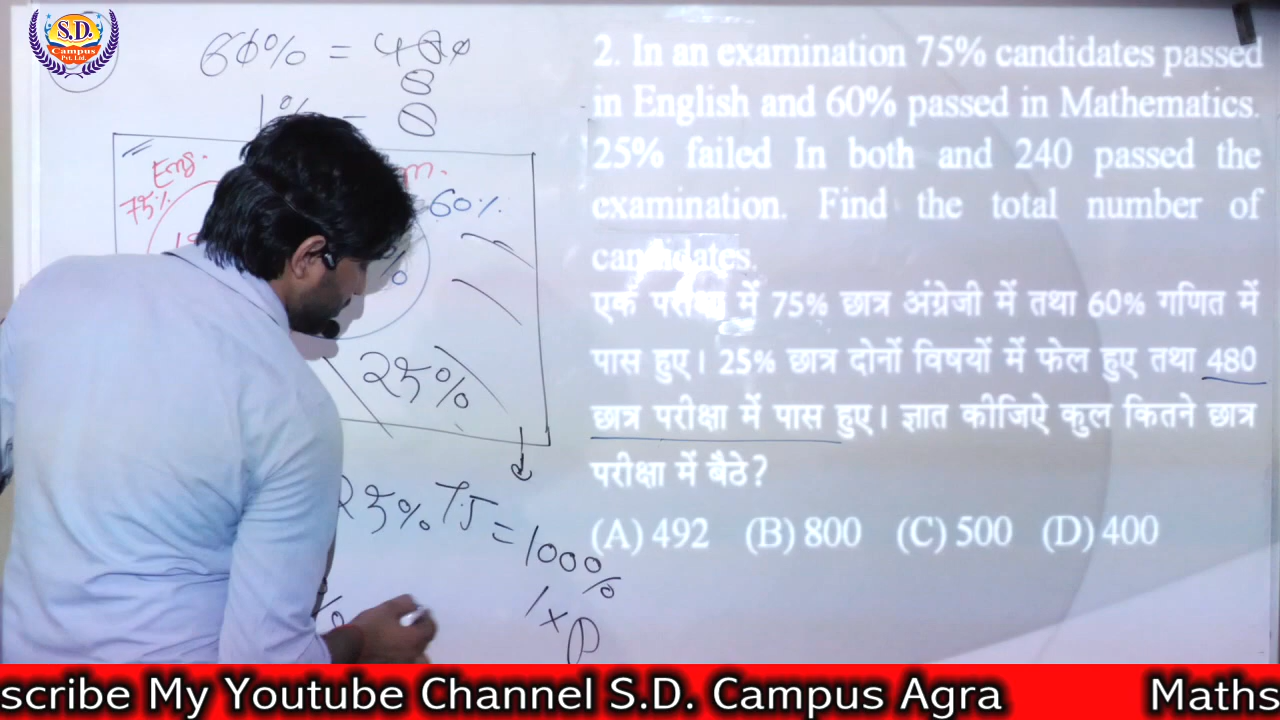 S.D.
Campus
Pvt. Ltd.
60% = 480
8
1% = 8
Eng.
75%
m.
60%
25%
25% T.J = 100%
1 x
2. In an examination 75% candidates passed
in English and 60% passed in Mathematics.
25% failed In both and 240 passed the
examination. Find the total number of
candidates.
एक परीक्षा में 75% छात्र अंग्रेजी में तथा 60% गणित में
पास हुए। 25% छात्र दोनों विषयों में फेल हुए तथा 480
छात्र परीक्षा में पास हुए। ज्ञात कीजिऐ कुल कितने छात्र
परीक्षा में बैठे?
(A) 492 (B) 800 (C) 500 (D) 400
scribe My Youtube Channel S.D. Campus Agra Maths